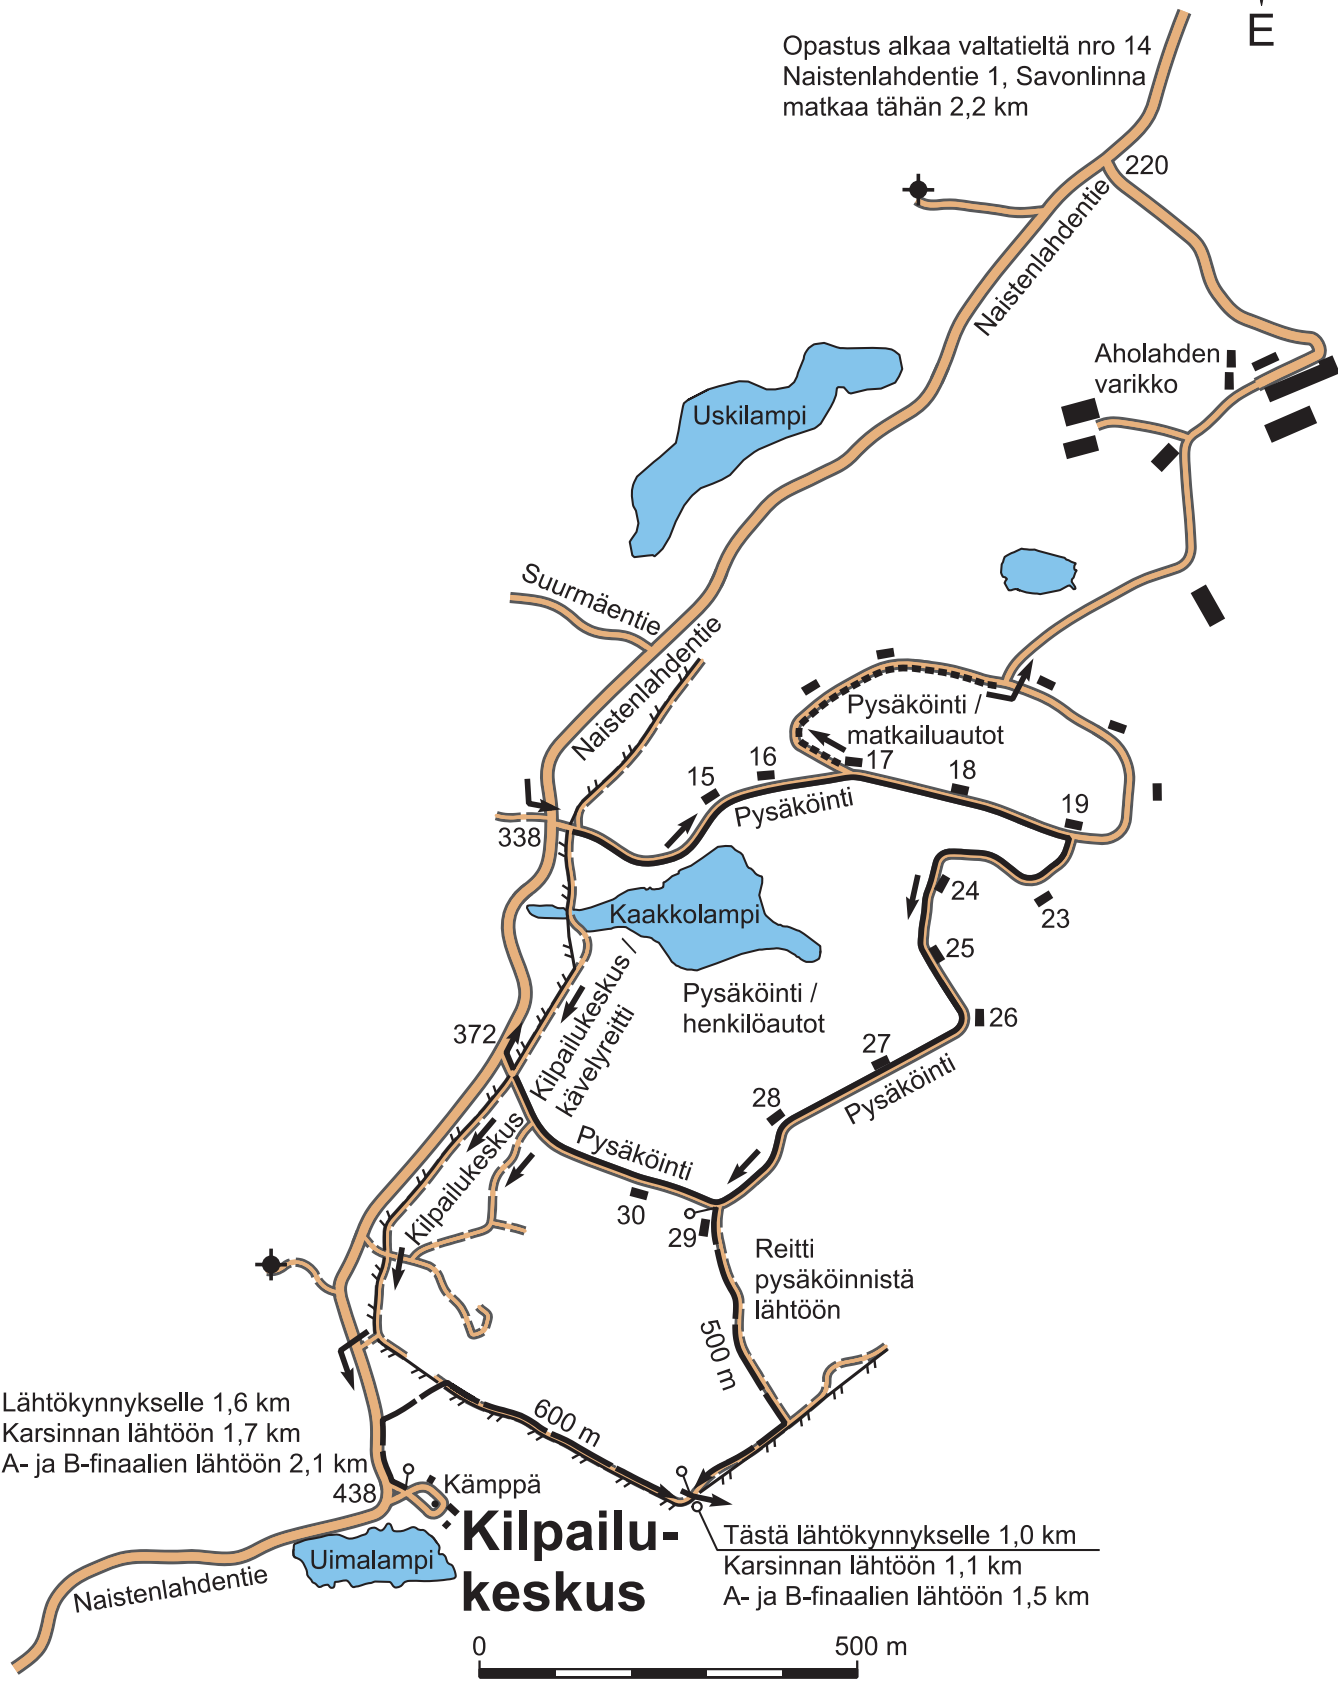 E
Opastus alkaa valtatieltä nro 14
Naistenlahdentie 1, Savonlinna
matkaa tähän 2,2 km
220
Naistenlahdentie
Aholahden
varikko
Uskilampi
Suurmäentie
Naistenlahdentie
Pysäköinti /
matkailuautot
15
16
17
18
19
Pysäköinti
338
Kaakkolampi
24
23
25
26
27
28
Pysäköinti
Pysäköinti /
henkilöautot
Kilpailukeskus /
kävelyreitti
372
Kilpailukeskus
Pysäköinti
30
29
Reitti
pysäköinnistä
lähtöön
500 m
600 m
Lähtökynnykselle 1,6 km
Karsinnan lähtöön 1,7 km
A- ja B-finaalien lähtöön 2,1 km
438
Kämppä
Kilpailu-
keskus
Uimalampi
Naistenlahdentie
Tästä lähtökynnykselle 1,0 km
Karsinnan lähtöön 1,1 km
A- ja B-finaalien lähtöön 1,5 km
0
500 m